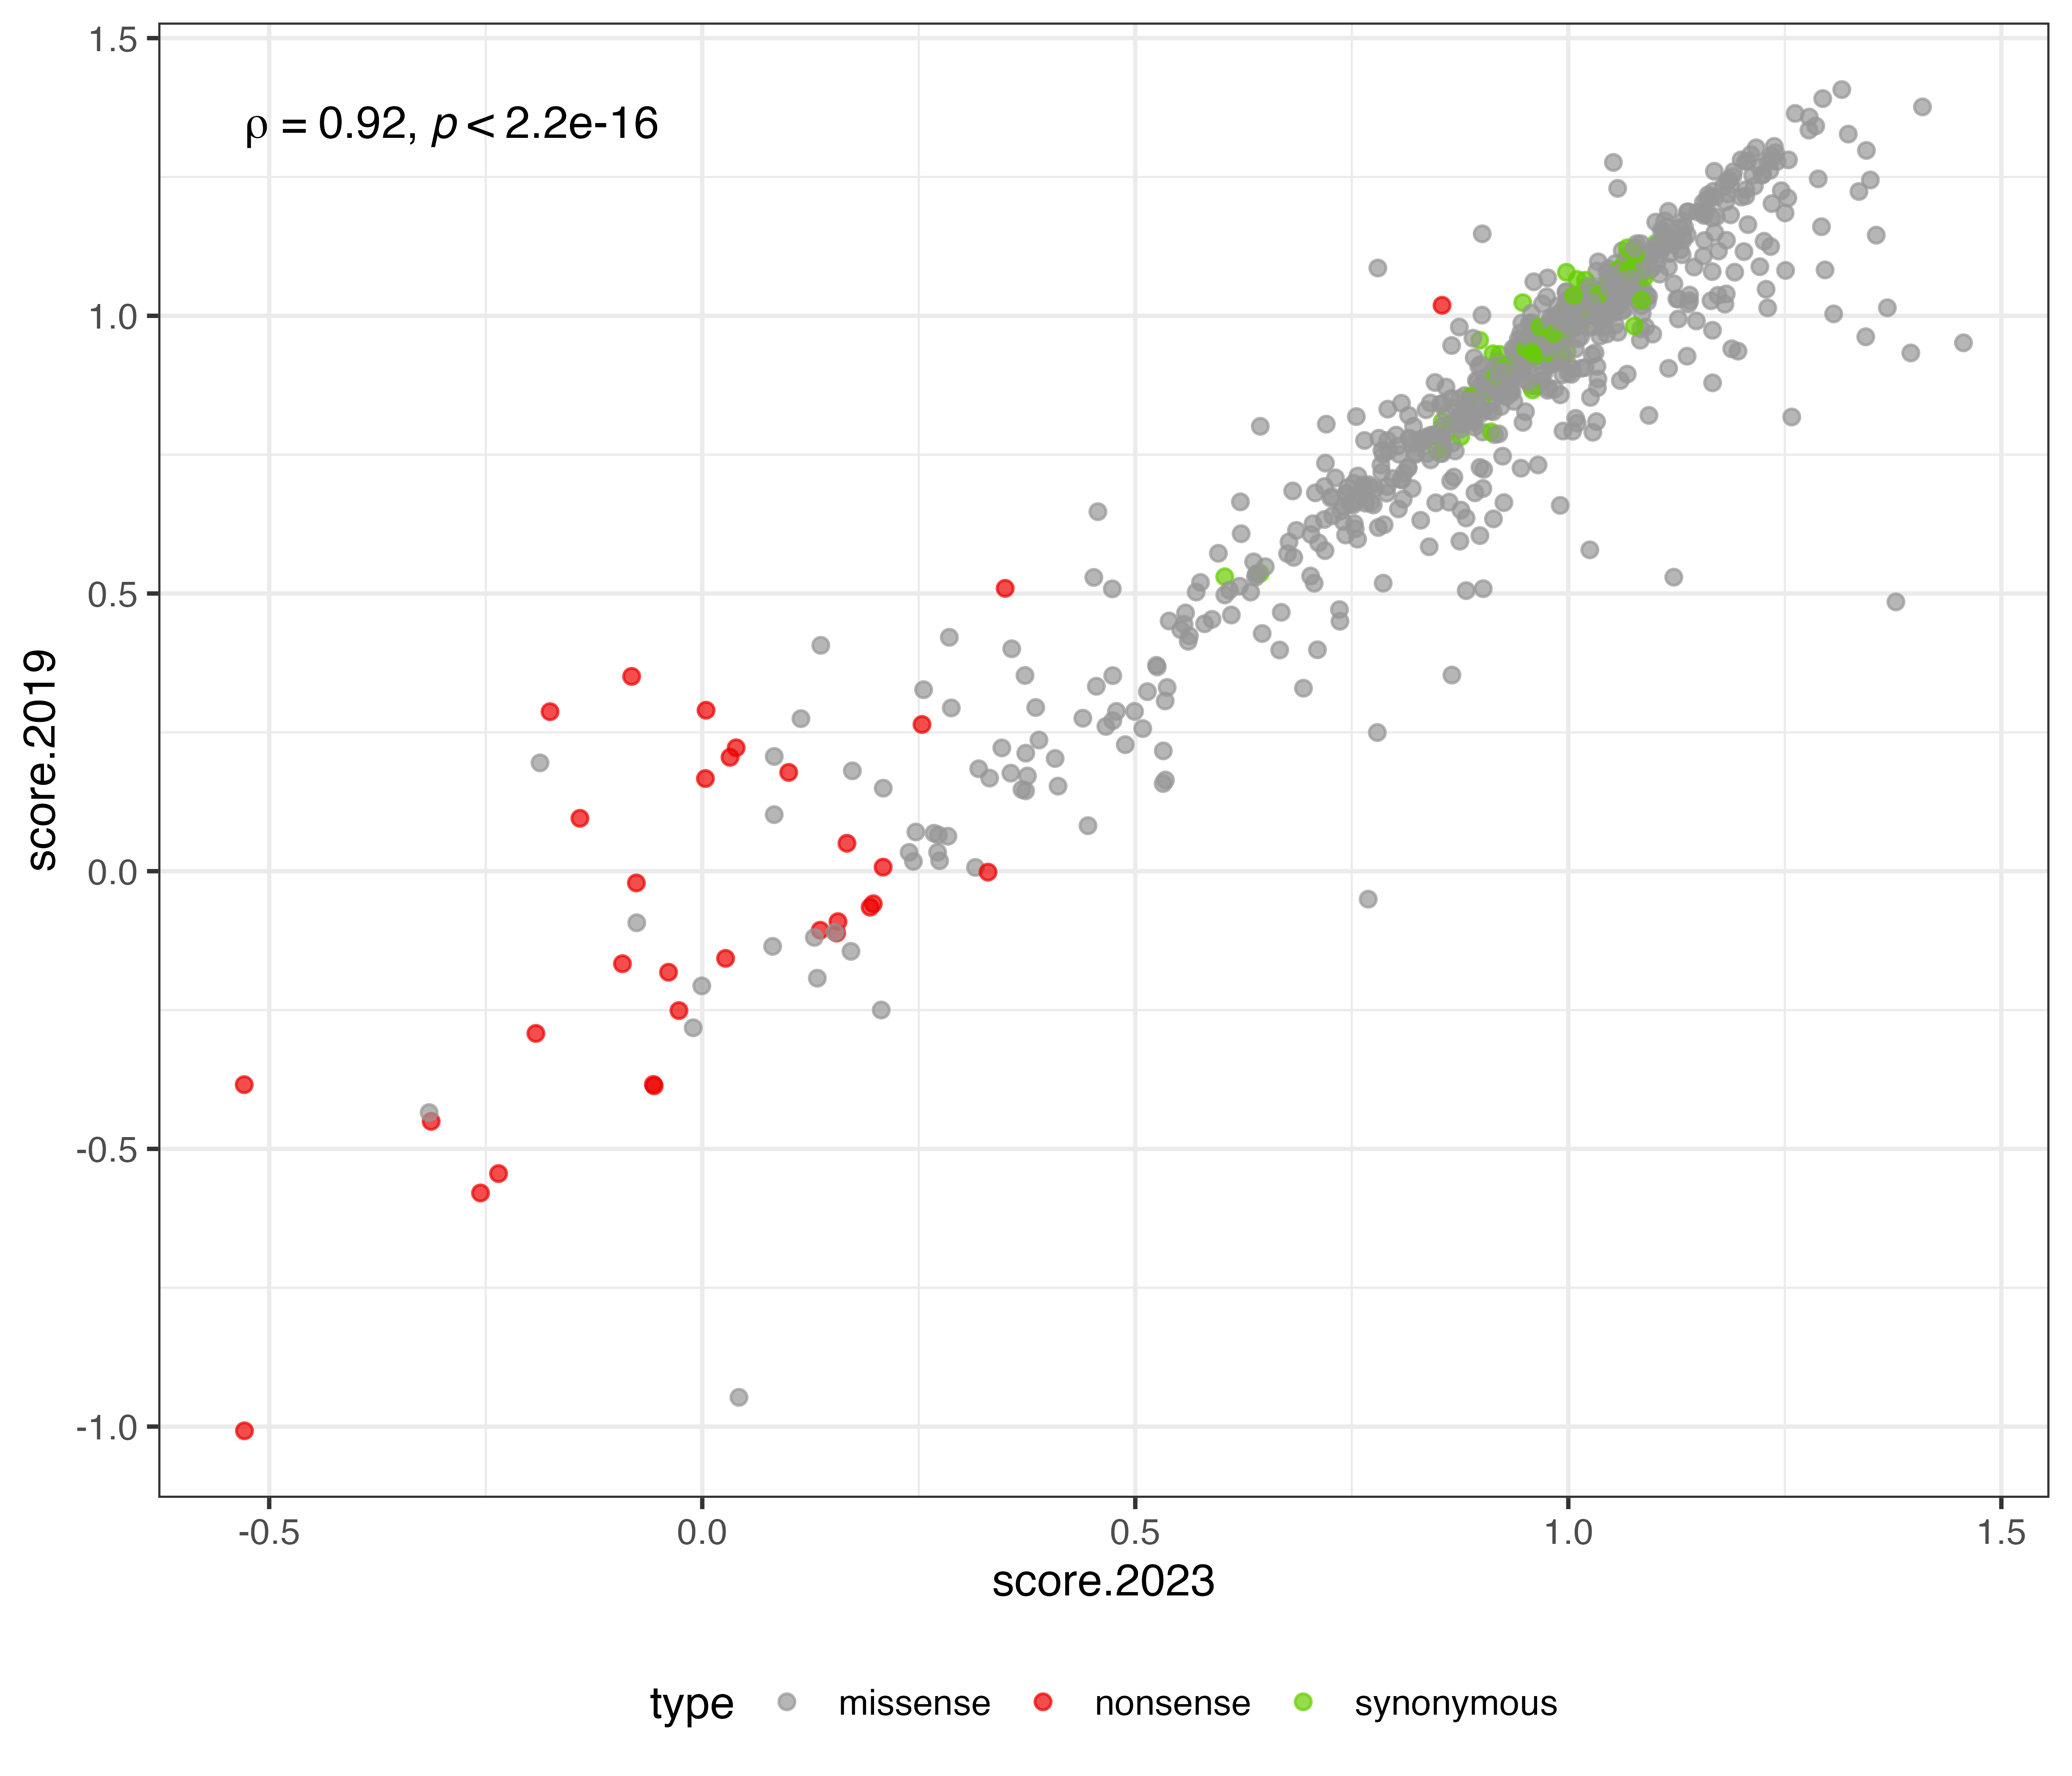 ρ = 0.92, p < 2.2e-16
score.2019
1.5
1.0
0.5
0.0
-0.5
-1.0
-0.5 0.0 0.5 1.0 1.5
score.2023
type missense nonsense synonymous